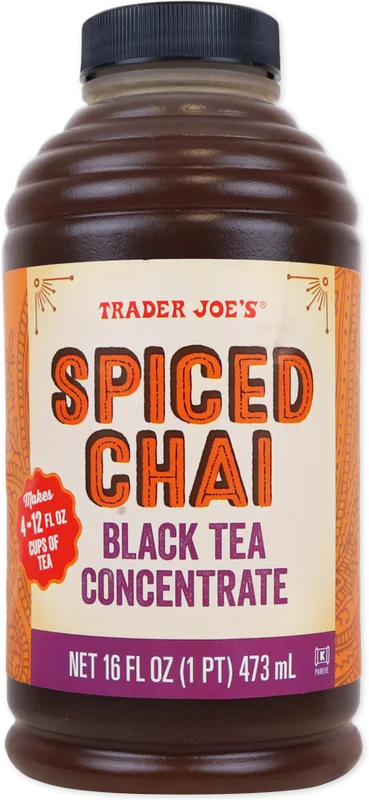 TRADER JOE'S®
SPICED
CHAI
BLACK TEA
CONCENTRATE
Makes
4-12 FL OZ
CUPS OF
TEA
NET 16 FL OZ (1 PT) 473 mL
K
PAREVE